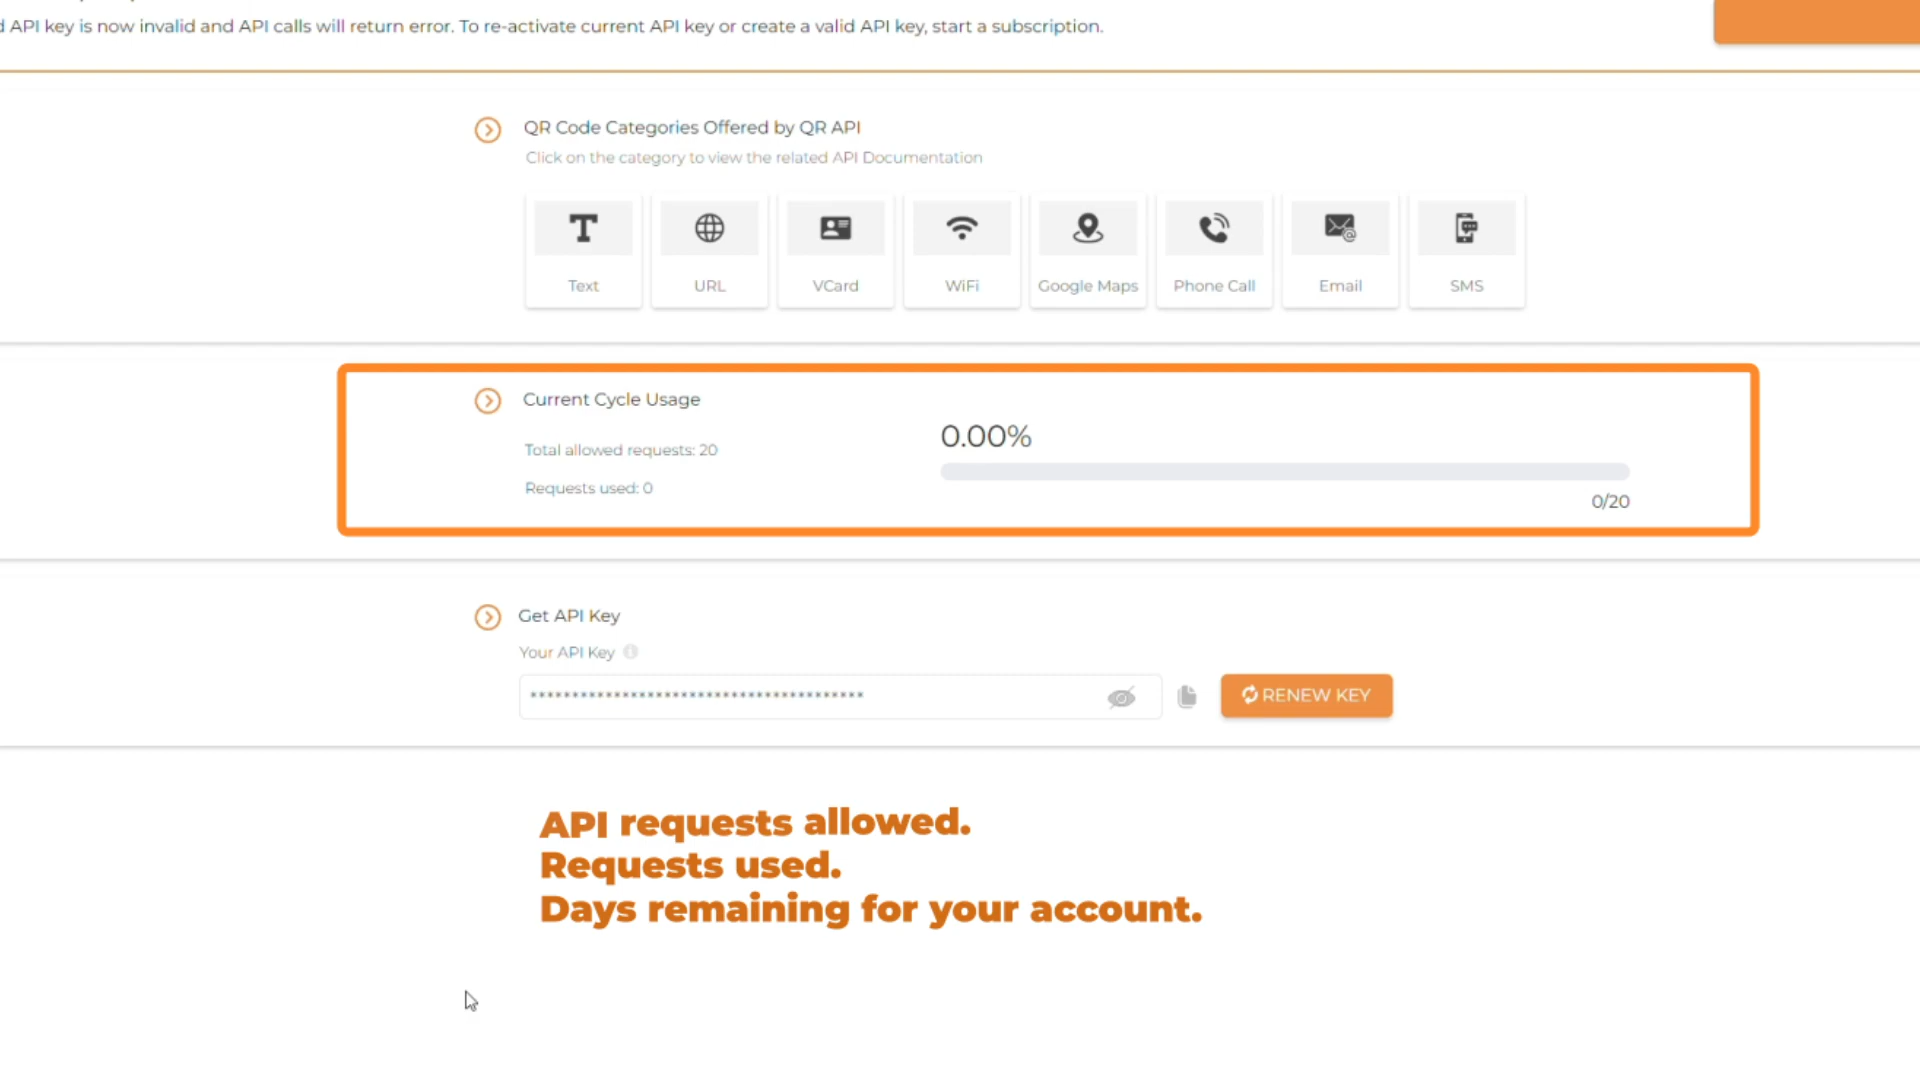 API key is now invalid and API calls will return error. To re-activate current API key or create a valid API key, start a subscription.
QR Code Categories Offered by QR API
Click on the category to view the related API Documentation
Text
URL
VCard
WiFi
Google Maps
Phone Call
Email
SMS
Current Cycle Usage
0.00%
Total allowed requests: 20
Requests used: 0
0/20
Get API Key
Your API Key
****************************************
RENEW KEY
API requests allowed.
Requests used.
Days remaining for your account.